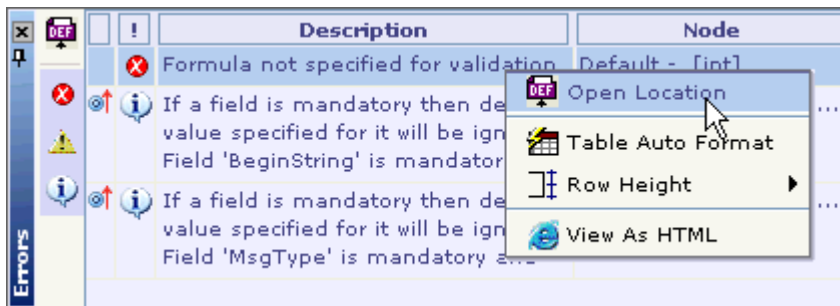 DEF
! Description Node
Formula not specified for validation Default - [int]
DEF Open Location
If a field is mandatory then de ...
value specified for it will be ign
Table Auto Format
Field 'BeginString' is mandator
Row Height
If a field is mandatory then de ...
value specified for it will be ign
View As HTML
Field 'MsgType' is mandatory
Errors